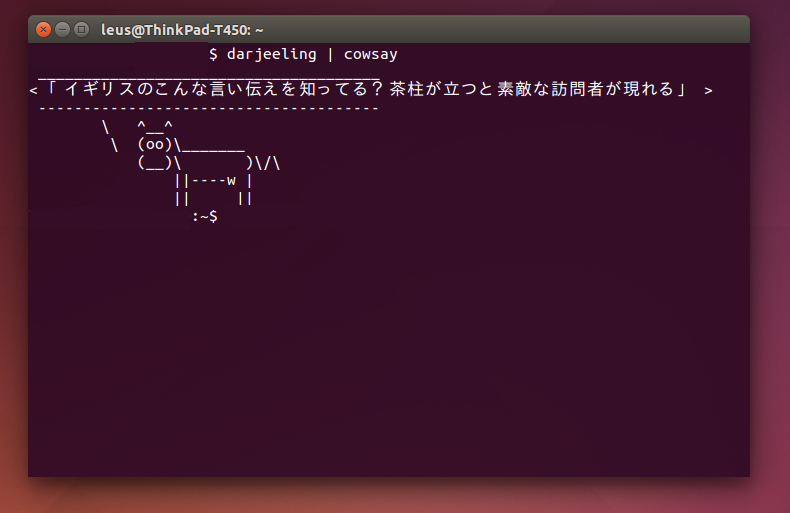 leus@ThinkPad-T450: ~
$ darjeeling | cowsay
______________________________________
<「 イギリスのこんな言い伝えを知ってる？茶柱が立つと素敵な訪問者が現れる」 >
--------------------------------------
        \   ^__^
         \  (oo)\_______
            (__)\       )\/\
                ||----w |
                ||     ||
:~$